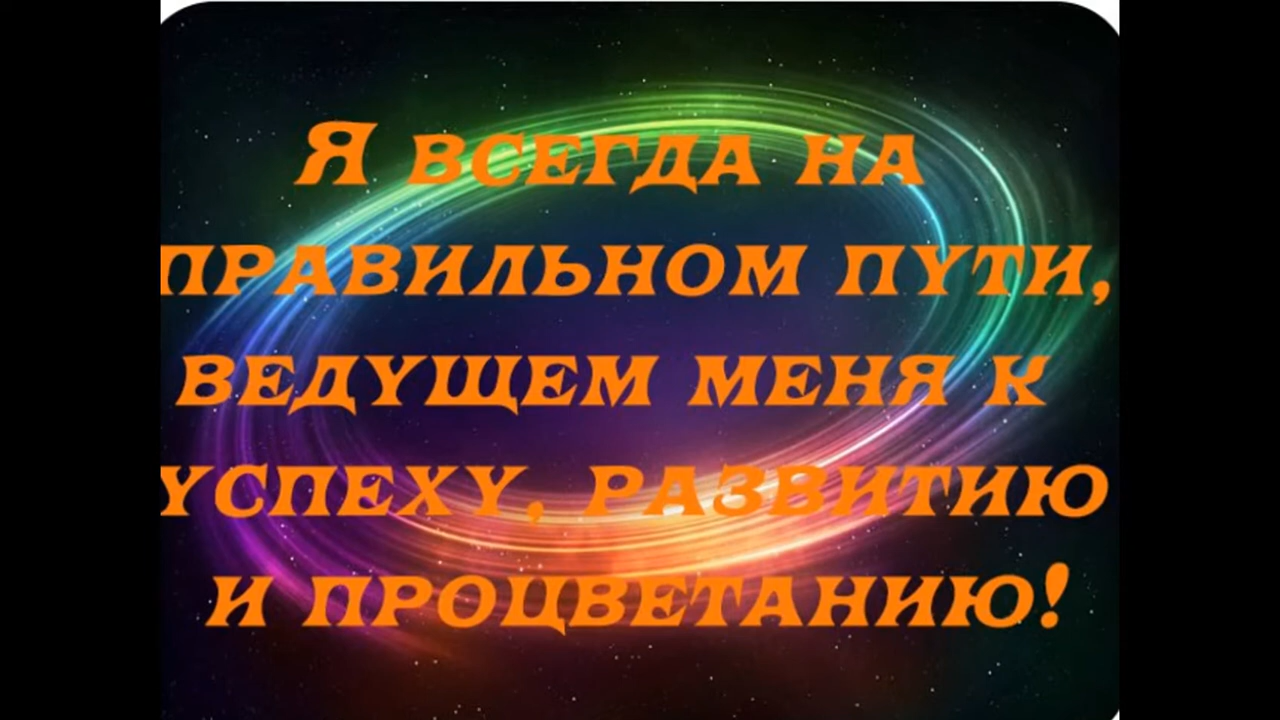 Я всегда на
правильном пути,
ведущем меня к
успеху, развитию
и процветанию!